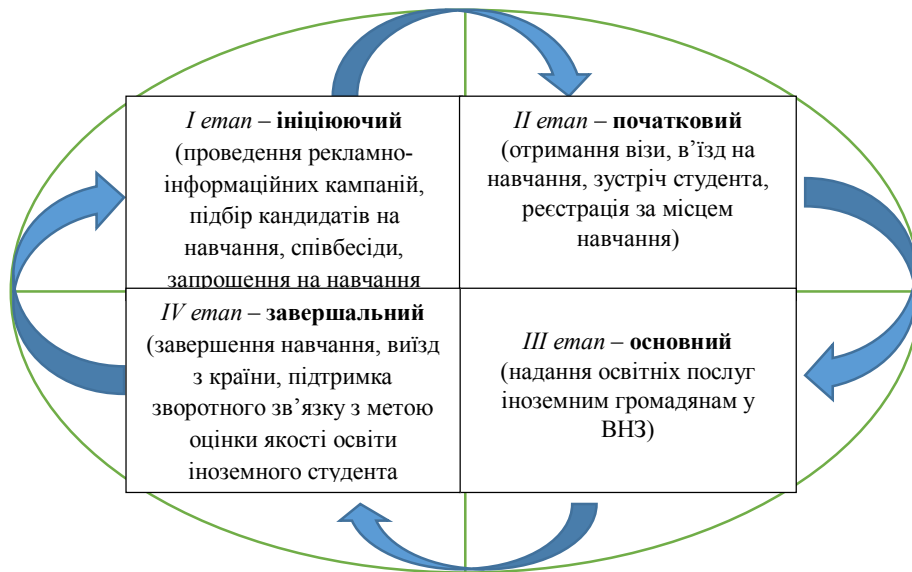 І етап – ініціюючий
(проведення рекламно-
інформаційних кампаній,
підбір кандидатів на
навчання, співбесіди,
запрошення на навчання
ІІ етап – початковий
(отримання візи, в’їзд на
навчання, зустріч студента,
реєстрація за місцем
навчання)
IV етап – завершальний
(завершення навчання, виїзд
з країни, підтримка
зворотного зв’язку з метою
оцінки якості освіти
іноземного студента
ІІІ етап – основний
(надання освітніх послуг
іноземним громадянам у
ВНЗ)